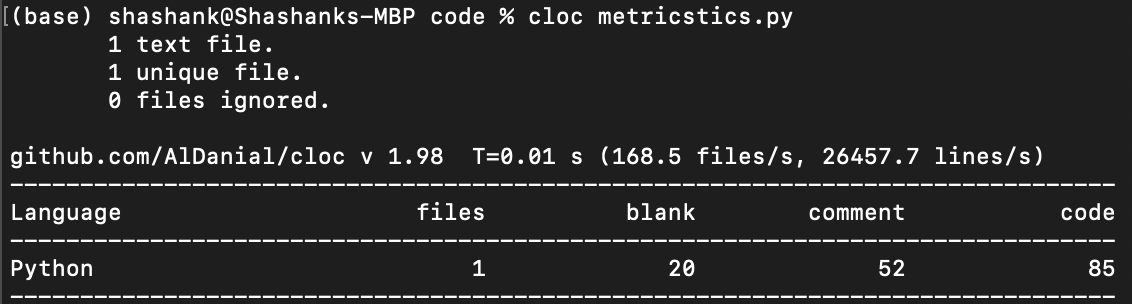 [(base) shashank@Shashanks-MBP code % cloc metricstics.py
       1 text file.
       1 unique file.
       0 files ignored.

github.com/AlDanial/cloc v 1.98  T=0.01 s (168.5 files/s, 26457.7 lines/s)
-------------------------------------------------------------------------------
Language                     files          blank        comment           code
-------------------------------------------------------------------------------
Python                           1             20             52             85
-------------------------------------------------------------------------------